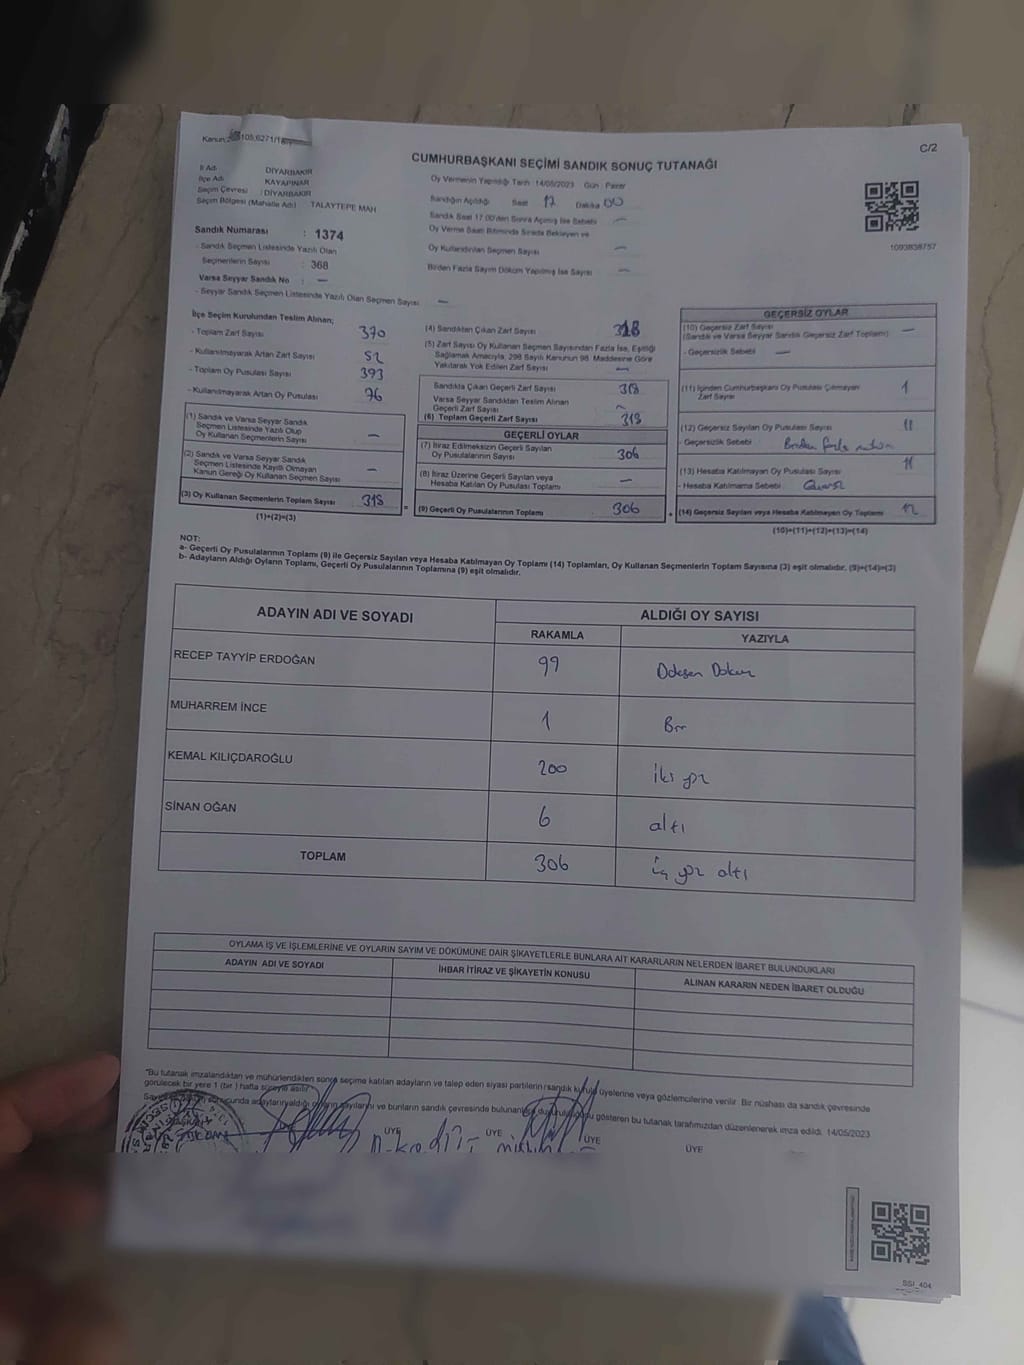 C/2
CUMHURBAŞKANI SEÇİMİ SANDIK SONUÇ TUTANAĞI
İl Adı : DİYARBAKIR
İlçe Adı : KAYAPINAR
Seçim Çevresi : DİYARBAKIR
Seçim Bölgesi (Mahalle Adı) TALAYTEPE MAH
Sandık Numarası : 1374
- Sandık Seçmen Listesinde Yazılı Olan
Seçmenlerin Sayısı : 368
Varsa Seyyar Sandık No : —
- Seyyar Sandık Seçmen Listesinde Yazılı Olan Seçmen Sayısı —
Oy Vermenin Yapıldığı Tarih : 14/05/2023 Gün : Pazar
Sandığın Açıldığı Saat 17 Dakika 00
Sandık Saat 17.00'den Sonra Açılmış İse Sebebi —
Oy Verme Saati Bitiminde Sırada Bekleyen ve
Oy Kullandırılan Seçmen Sayısı —
Birden Fazla Sayım Döküm Yapılmış İse Sayısı —
1093838757
İlçe Seçim Kurulundan Teslim Alınan;
- Toplam Zarf Sayısı 370
- Kullanılmayarak Artan Zarf Sayısı 52
- Toplam Oy Pusulası Sayısı 393
- Kullanılmayarak Artan Oy Pusulası 76
(1) Sandık ve Varsa Seyyar Sandık
Seçmen Listesinde Yazılı Olup
Oy Kullanan Seçmenlerin Sayısı —
(2) Sandık ve Varsa Seyyar Sandık
Seçmen Listesinde Kayıtlı Olmayan
Kanun Gereği Oy Kullanan Seçmen Sayısı —
(3) Oy Kullanan Seçmenlerin Toplam Sayısı 318
(1)+(2)=(3)
(4) Sandıktan Çıkan Zarf Sayısı 318
(5) Zarf Sayısı Oy Kullanan Seçmen Sayısından Fazla İse, Eşitliği
Sağlamak Amacıyla, 298 Sayılı Kanunun 98. Maddesine Göre
Yakılarak Yok Edilen Zarf Sayısı —
Sandıkta Çıkan Geçerli Zarf Sayısı 318
Varsa Seyyar Sandıktan Teslim Alınan
Geçerli Zarf Sayısı —
(6) Toplam Geçerli Zarf Sayısı 318
GEÇERLİ OYLAR
(7) İtiraz Edilmeksizin Geçerli Sayılan
Oy Pusulalarının Sayısı 306
(8) İtiraz Üzerine Geçerli Sayılan veya
Hesaba Katılan Oy Pusulası Toplamı —
= (9) Geçerli Oy Pusulalarının Toplamı 306
GEÇERSİZ OYLAR
(10) Geçersiz Zarf Sayısı —
(Sandık ve Varsa Seyyar Sandık Geçersiz Zarf Toplamı)
- Geçersizlik Sebebi : —
(11) İçinden Cumhurbaşkanı Oy Pusulası Çıkmayan 1
Zarf Sayısı
(12) Geçersiz Sayılan Oy Pusulası Sayısı 11
- Geçersizlik Sebebi : Birden fazla
(13) Hesaba Katılmayan Oy Pusulası Sayısı 11
- Hesaba Katılmama Sebebi :
+ (14) Geçersiz Sayılan veya Hesaba Katılmayan Oy Toplamı 12
(10)+(11)+(12)+(13)=(14)
NOT:
a- Geçerli Oy Pusulalarının Toplamı (9) ile Geçersiz Sayılan veya Hesaba Katılmayan Oy Toplamı (14) Toplamları, Oy Kullanan Seçmenlerin Toplam Sayısına (3) eşit olmalıdır. (9)+(14)=(3)
b- Adayların Aldığı Oyların Toplamı, Geçerli Oy Pusulalarının Toplamına (9) eşit olmalıdır.
ADAYIN ADI VE SOYADI ALDIĞI OY SAYISI
RAKAMLA YAZIYLA
RECEP TAYYİP ERDOĞAN 99 Doksan Dokuz
MUHARREM İNCE 1 Bir
KEMAL KILIÇDAROĞLU 200 iki yüz
SİNAN OĞAN 6 altı
TOPLAM 306 üç yüz altı
OYLAMA İŞ VE İŞLEMLERİNE VE OYLARIN SAYIM VE DÖKÜMÜNE DAİR ŞİKAYETLERLE BUNLARA AİT KARARLARIN NELERDEN İBARET BULUNDUKLARI
ADAYIN ADI VE SOYADI İHBAR İTİRAZ VE ŞİKAYETİN KONUSU ALINAN KARARIN NEDEN İBARET OLDUĞU
"Bu tutanak imzalandıktan ve mühürlendikten sonra seçime katılan adayların ve talep eden siyasi partilerin/sandık kurulu üyelerine veya gözlemcilerine verilir. Bir nüshası da sandık çevresinde
görülecek bir yere 1 (bir ) hafta süreyle asılır."
sonucunda adayların aldığı oyların sayılarını ve bunların sandık çevresinde bulunanlara duyurulduğunu gösteren bu tutanak tarafımızdan düzenlenerek imza edildi. 14/05/2023
ÜYE ÜYE ÜYE ÜYE
SSI_404